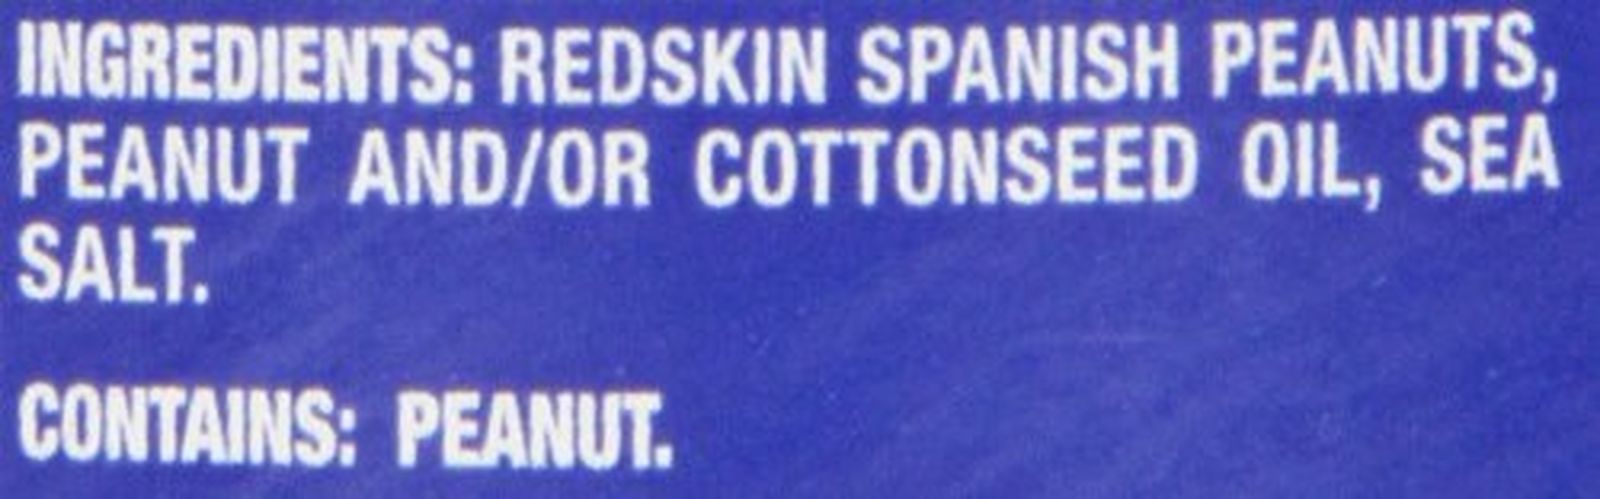 INGREDIENTS: REDSKIN SPANISH PEANUTS,
PEANUT AND/OR COTTONSEED OIL, SEA
SALT.
CONTAINS: PEANUT.